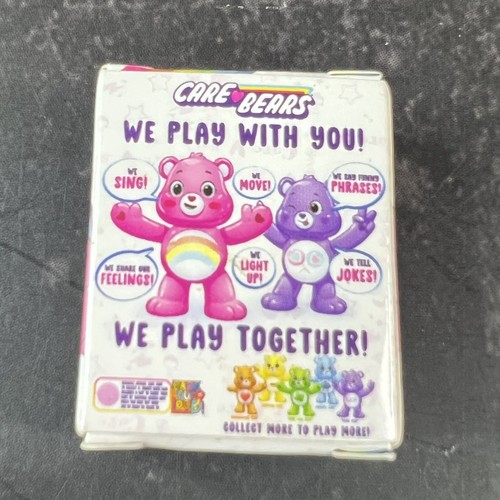 CARE BEARS
WE PLAY WITH YOU!
WE
SING!
WE
MOVE!
WE SAY FUNNY
PHRASES!
WE SHARE OUR
FEELINGS!
WE
LIGHT
UP!
WE TELL
JOKES!
WE PLAY TOGETHER!
COLLECT MORE TO PLAY MORE!